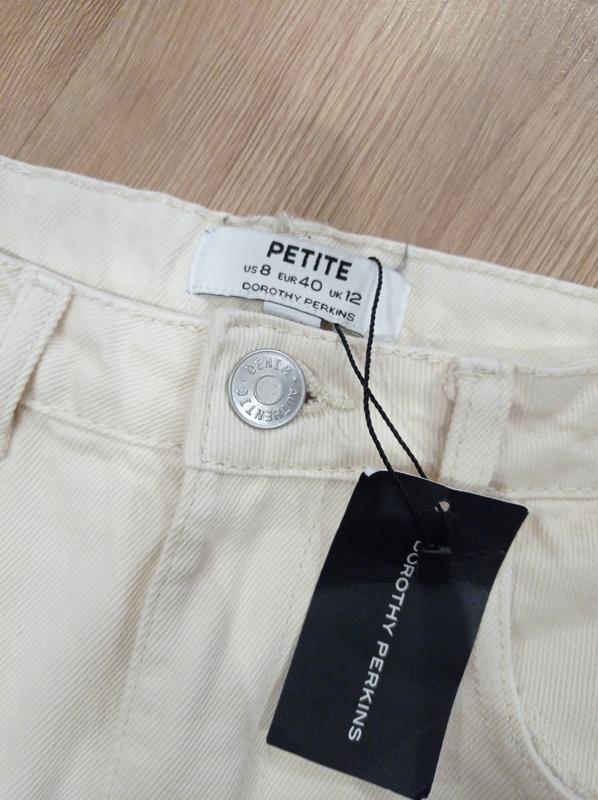 PETITE
US 8 EUR 40 UK 12
DOROTHY PERKINS
DENIM · AUTHENTIC ·
DOROTHY PERKINS